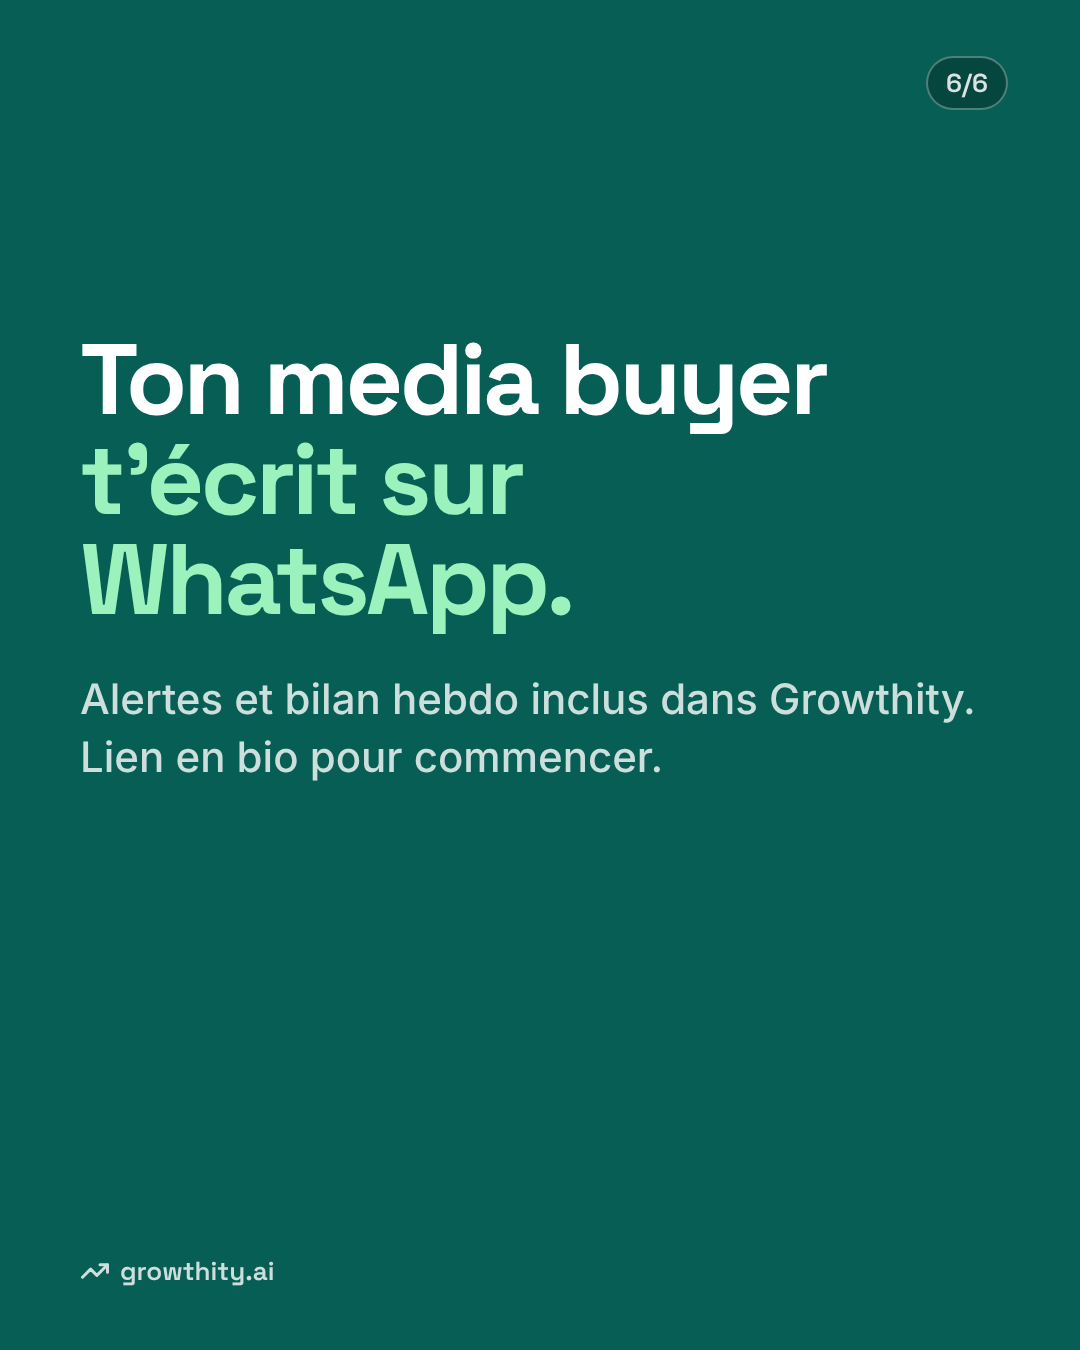 6/6
Ton media buyer
t’écrit sur
WhatsApp.
Alertes et bilan hebdo inclus dans Growthity.
Lien en bio pour commencer.
growthity.ai